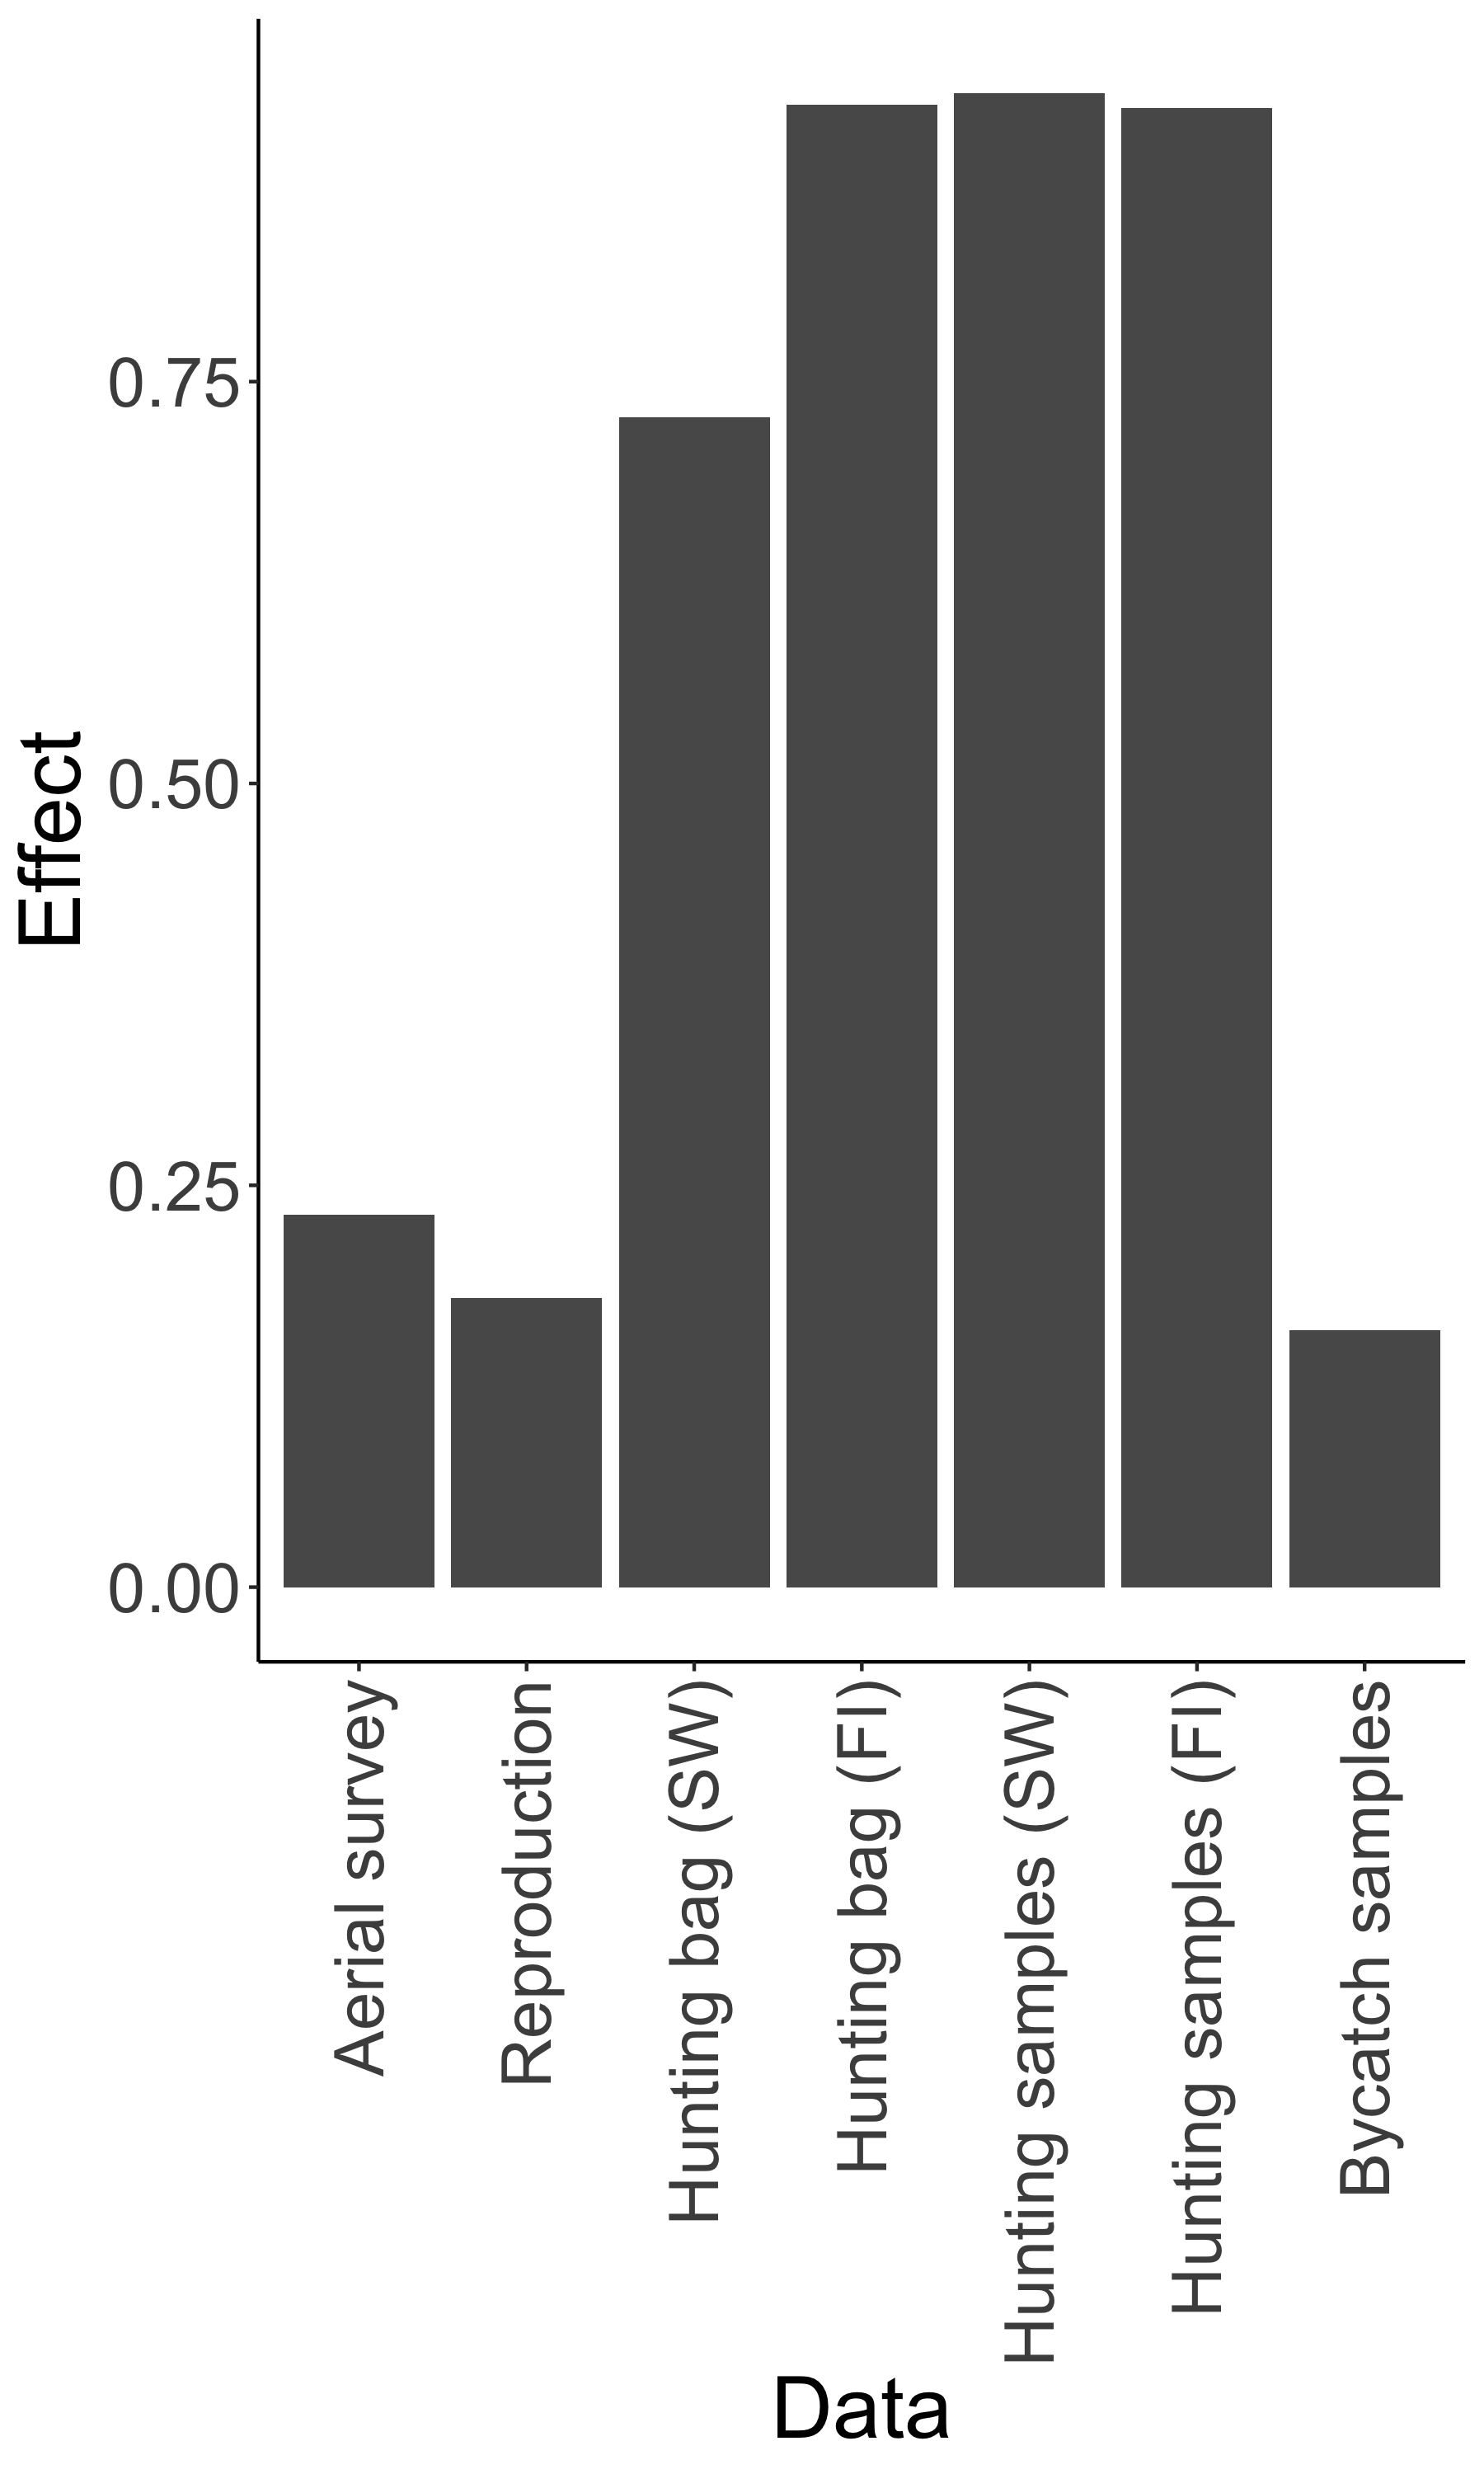 Effect
0.75
0.50
0.25
0.00
Aerial survey
Reproduction
Hunting bag (SW)
Hunting bag (FI)
Hunting samples (SW)
Hunting samples (FI)
Bycatch samples
Data